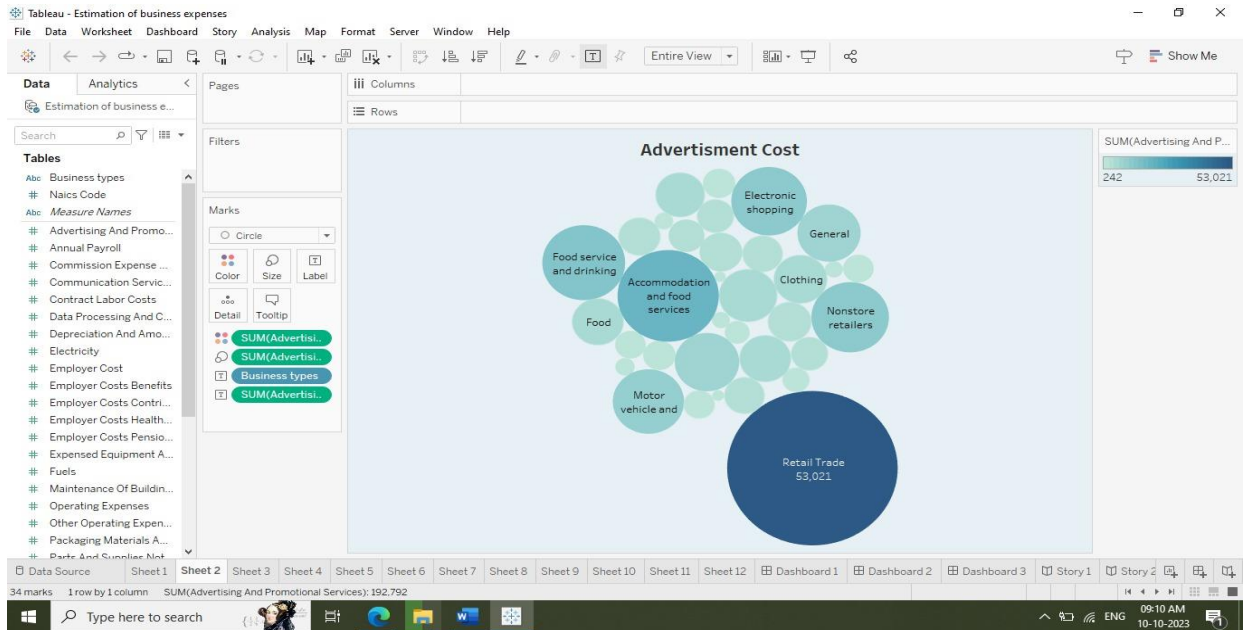 Tableau - Estimation of business expenses
File Data Worksheet Dashboard Story Analysis Map Format Server Window Help
Entire View
Show Me
Data Analytics
Estimation of business e...
Search
Tables
Abc Business types
# Naics Code
Abc Measure Names
# Advertising And Promo...
# Annual Payroll
# Commission Expense ...
# Communication Servic...
# Contract Labor Costs
# Data Processing And C...
# Depreciation And Amo...
# Electricity
# Employer Cost
# Employer Costs Benefits
# Employer Costs Contri...
# Employer Costs Health...
# Employer Costs Pensio...
# Expensed Equipment A...
# Fuels
# Maintenance Of Buildin...
# Operating Expenses
# Other Operating Expen...
# Packaging Materials A...
# Parts And Supplies Not
Pages
Filters
Marks
Circle
Color Size Label
Detail Tooltip
SUM(Advertisi..
SUM(Advertisi..
Business types
SUM(Advertisi..
Columns
Rows
Advertisment Cost
Electronic
shopping
General
Food service
and drinking
Accommodation
and food
services
Clothing
Nonstore
retailers
Food
Motor
vehicle and
Retail Trade
53,021
SUM(Advertising And P...
242 53,021
Data Source Sheet 1 Sheet 2 Sheet 3 Sheet 4 Sheet 5 Sheet 6 Sheet 7 Sheet 8 Sheet 9 Sheet 10 Sheet 11 Sheet 12 Dashboard 1 Dashboard 2 Dashboard 3 Story 1 Story 2
34 marks 1 row by 1 column SUM(Advertising And Promotional Services): 192,792
Type here to search
ENG
09:10 AM
10-10-2023